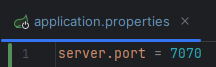 application.properties
1 server.port = 7070